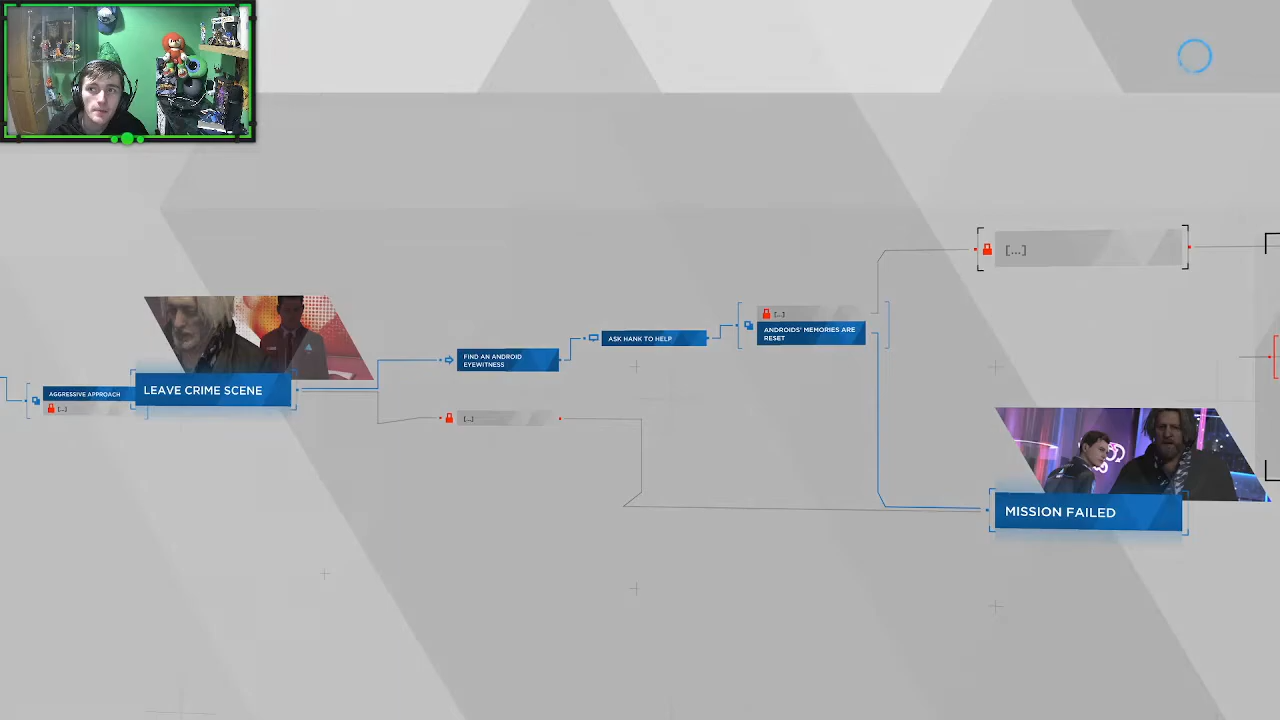 [...]
[...]
ANDROIDS' MEMORIES ARE
RESET
ASK HANK TO HELP
FIND AN ANDROID
EYEWITNESS
LEAVE CRIME SCENE
AGGRESSIVE APPROACH
[...]
[...]
MISSION FAILED